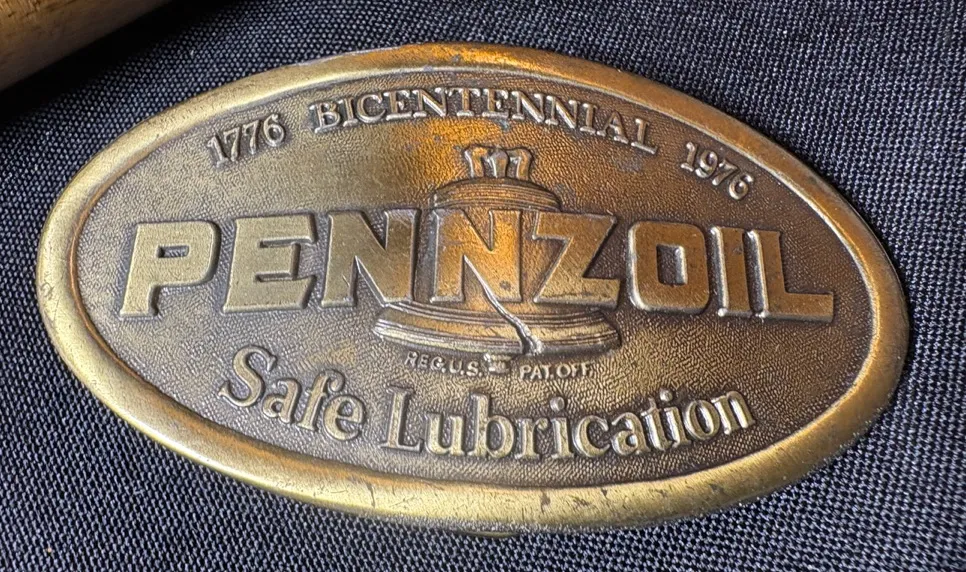 1776 BICENTENNIAL 1976
PENNZOIL
REG.U.S. PAT.OFF.
Safe Lubrication